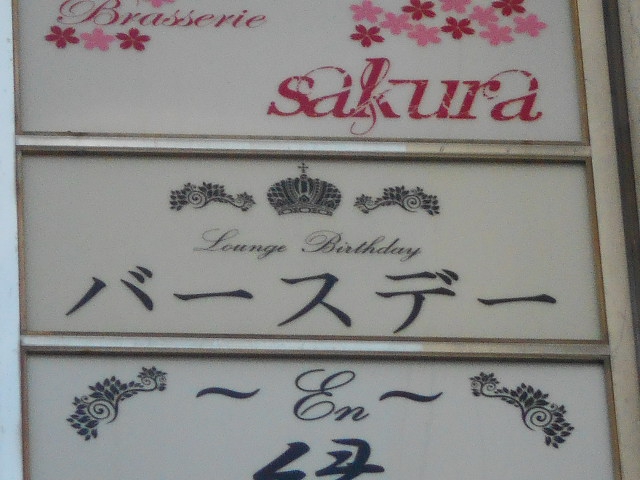 Brasserie
sakura
Lounge Birthday
バースデー
〜 En 〜